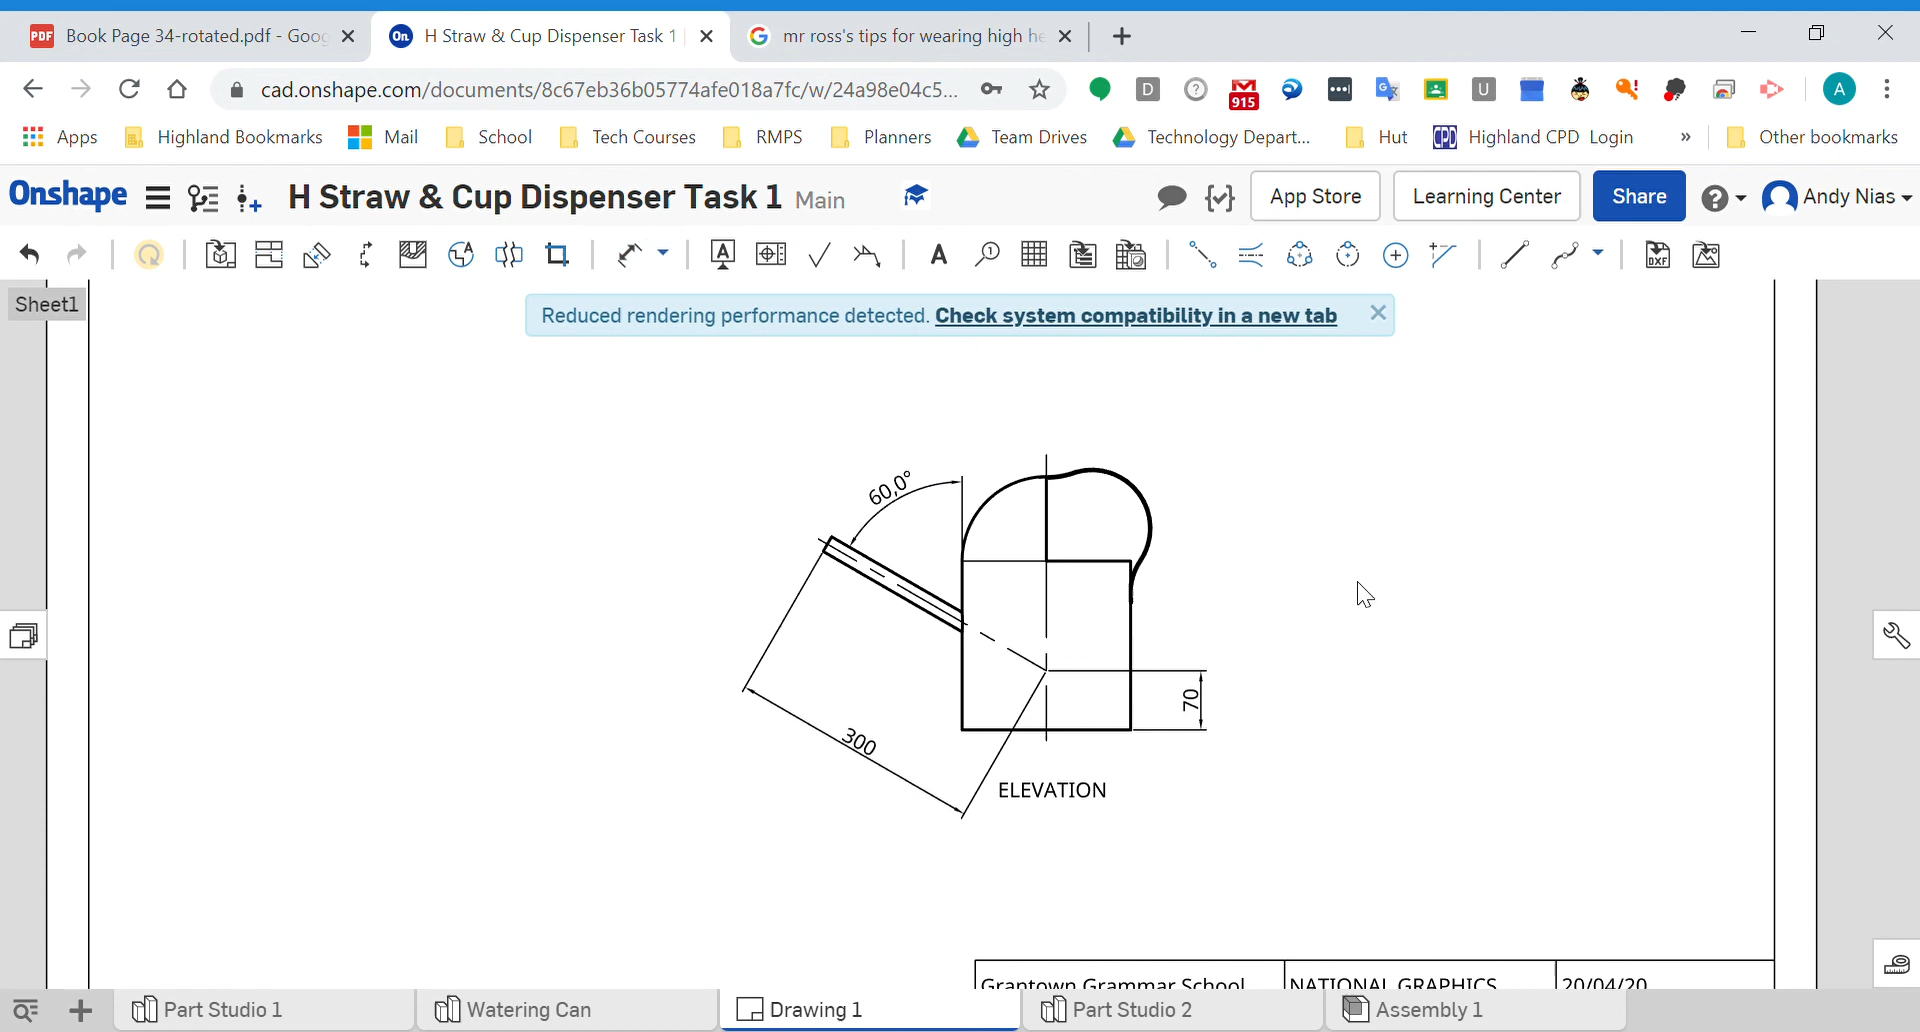 Book Page 34-rotated.pdf - Goog
H Straw & Cup Dispenser Task 1
mr ross's tips for wearing high he
cad.onshape.com/documents/8c67eb36b05774afe018a7fc/w/24a98e04c5...
D
915
U
A
Apps
Highland Bookmarks
Mail
School
Tech Courses
RMPS
Planners
Team Drives
Technology Depart...
Hut
CPD
Highland CPD Login
»
Other bookmarks
Onshape
H Straw & Cup Dispenser Task 1 Main
App Store
Learning Center
Share
Andy Nias
DXF
Sheet1
Reduced rendering performance detected. Check system compatibility in a new tab
60,0°
70
300
ELEVATION
Grantown Grammar School
NATIONAL GRAPHICS
20/04/20
Part Studio 1
Watering Can
Drawing 1
Part Studio 2
Assembly 1